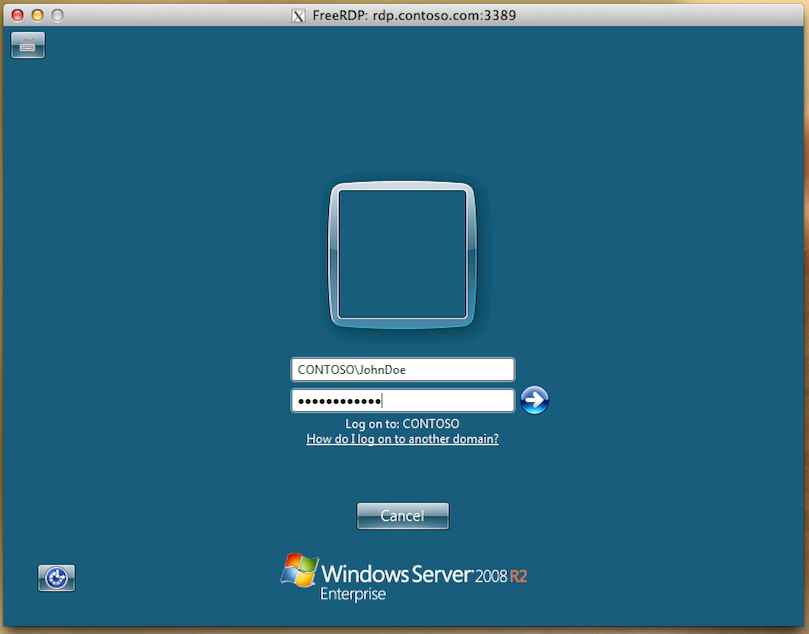 FreeRDP: rdp.contoso.com:3389
CONTOSO\JohnDoe
••••••••••••
Log on to: CONTOSO
How do I log on to another domain?
Cancel
Windows Server 2008 R2
Enterprise